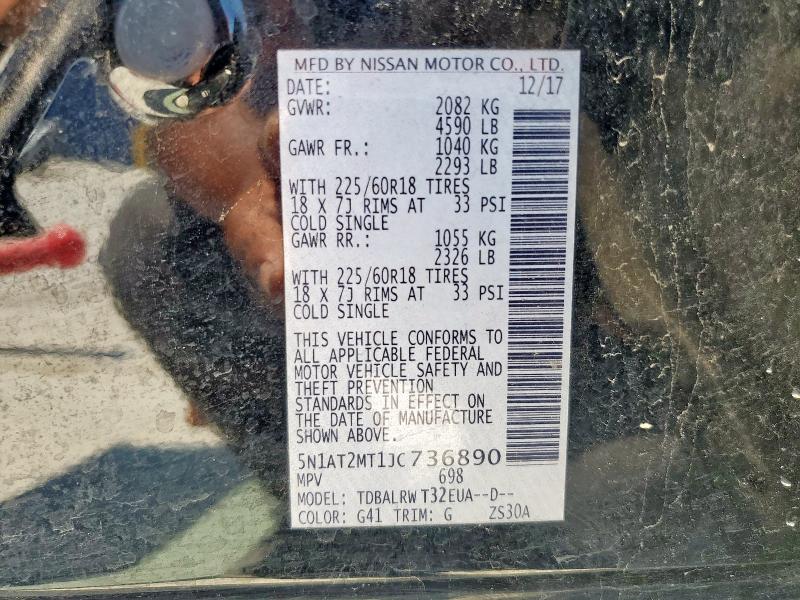 MFD BY NISSAN MOTOR CO., LTD.
DATE: 12/17
GVWR: 2082 KG
4590 LB
GAWR FR.: 1040 KG
2293 LB
WITH 225/60R18 TIRES
18 X 7J RIMS AT 33 PSI
COLD SINGLE
GAWR RR.: 1055 KG
2326 LB
WITH 225/60R18 TIRES
18 X 7J RIMS AT 33 PSI
COLD SINGLE
THIS VEHICLE CONFORMS TO
ALL APPLICABLE FEDERAL
MOTOR VEHICLE SAFETY AND
THEFT PREVENTION
STANDARDS IN EFFECT ON
THE DATE OF MANUFACTURE
SHOWN ABOVE.
5N1AT2MT1JC736890
MPV 698
MODEL: TDBALRW T32EUA--D--
COLOR: G41 TRIM: G ZS30A